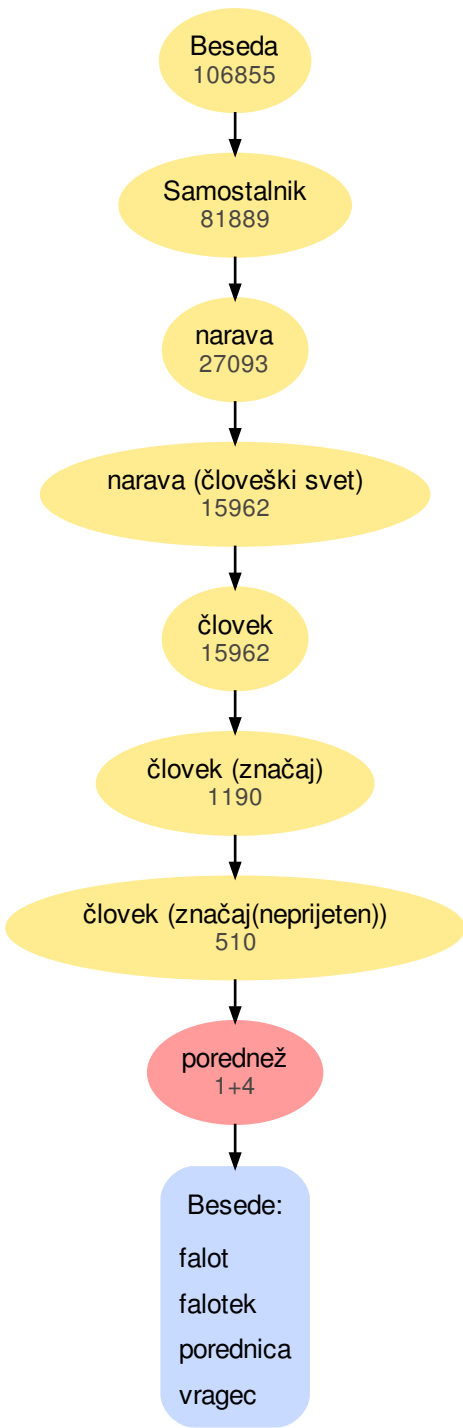 Beseda
106855
Samostalnik
81889
narava
27093
narava (človeški svet)
15962
človek
15962
človek (značaj)
1190
človek (značaj(neprijeten))
510
porednež
1+4
Besede:
falot
falotek
porednica
vragec